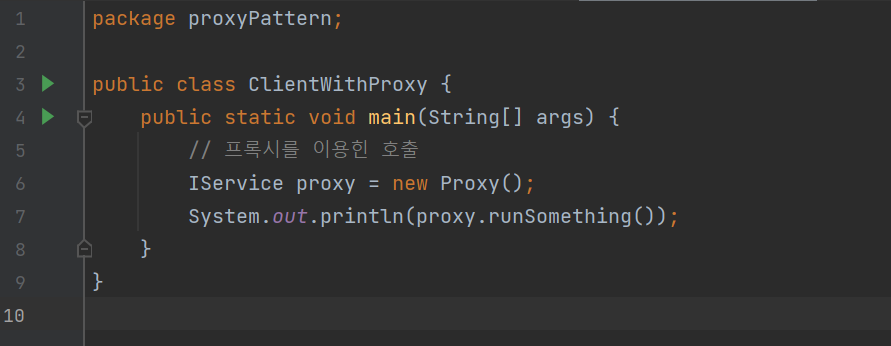 1 package proxyPattern;
2
3 public class ClientWithProxy {
4 public static void main(String[] args) {
5 // 프록시를 이용힌 호출
6 IService proxy = new Proxy();
7 System.out.println(proxy.runSomething());
8 }
9 }
10